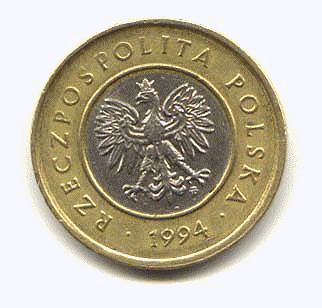 RZECZPOSPOLITA POLSKA
· 1994 ·